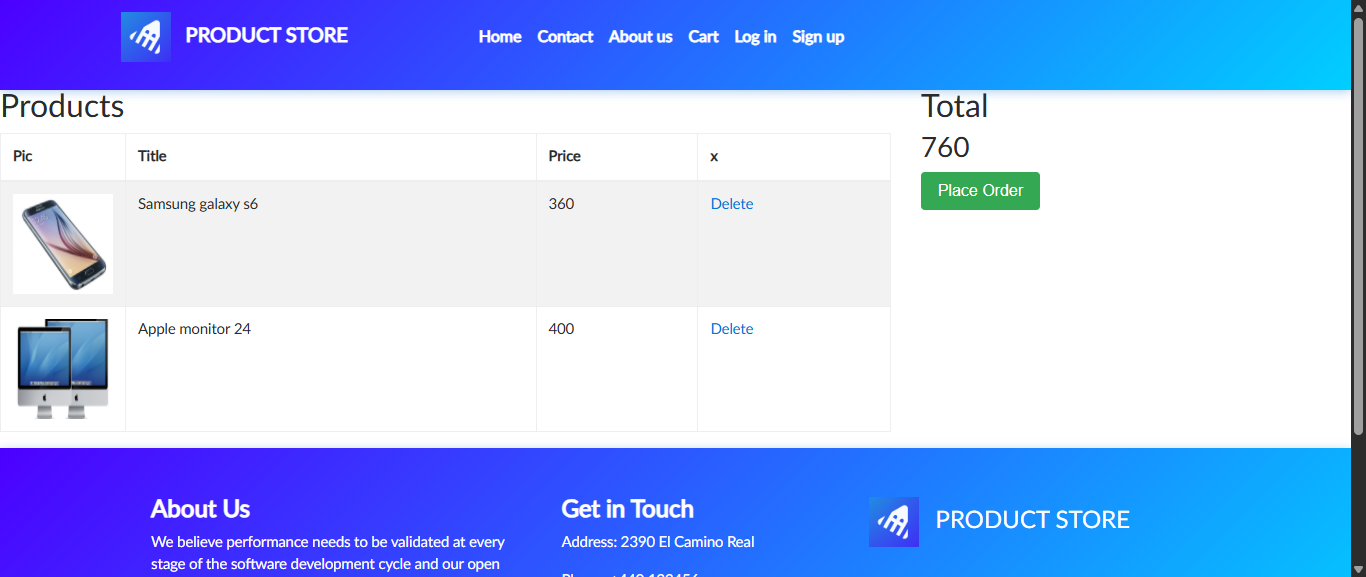 PRODUCT STORE
Home Contact About us Cart Log in Sign up
Products
Total
760
Place Order
Pic Title Price x
Samsung galaxy s6 360 Delete
Apple monitor 24 400 Delete
About Us
We believe performance needs to be validated at every
stage of the software development cycle and our open
Get in Touch
Address: 2390 El Camino Real
PRODUCT STORE